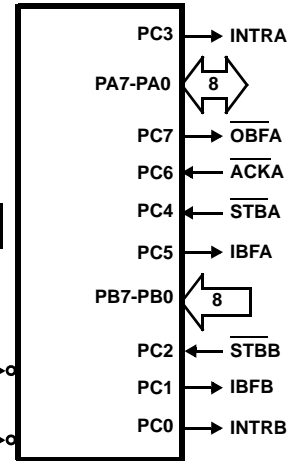 PC3 INTRA
PA7-PA0 8
PC7 OBFA
PC6 ACKA
PC4 STBA
PC5 IBFA
PB7-PB0 8
PC2 STBB
PC1 IBFB
PC0 INTRB